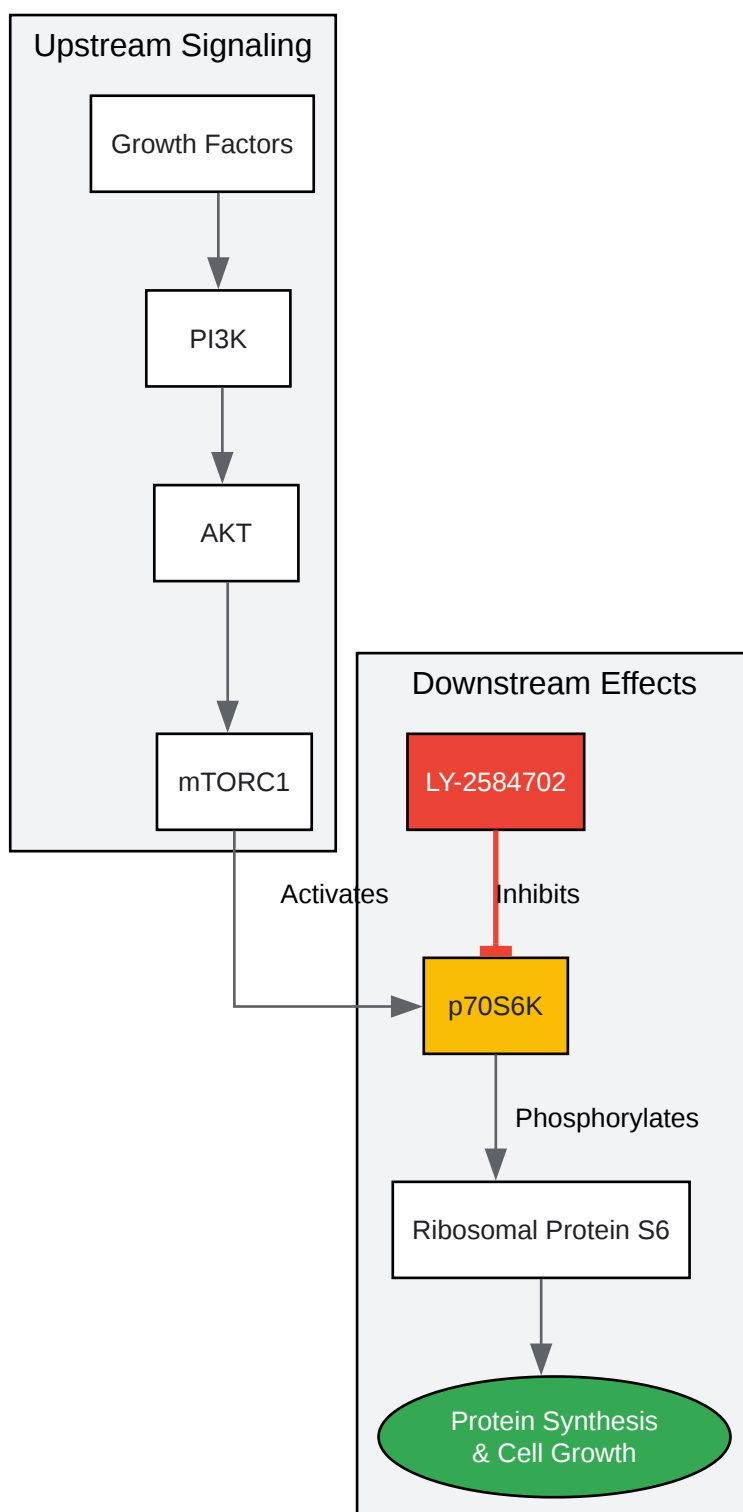 Upstream Signaling
Growth Factors
PI3K
AKT
mTORC1
Downstream Effects
LY-2584702
Activates
Inhibits
p70S6K
Phosphorylates
Ribosomal Protein S6
Protein Synthesis
& Cell Growth